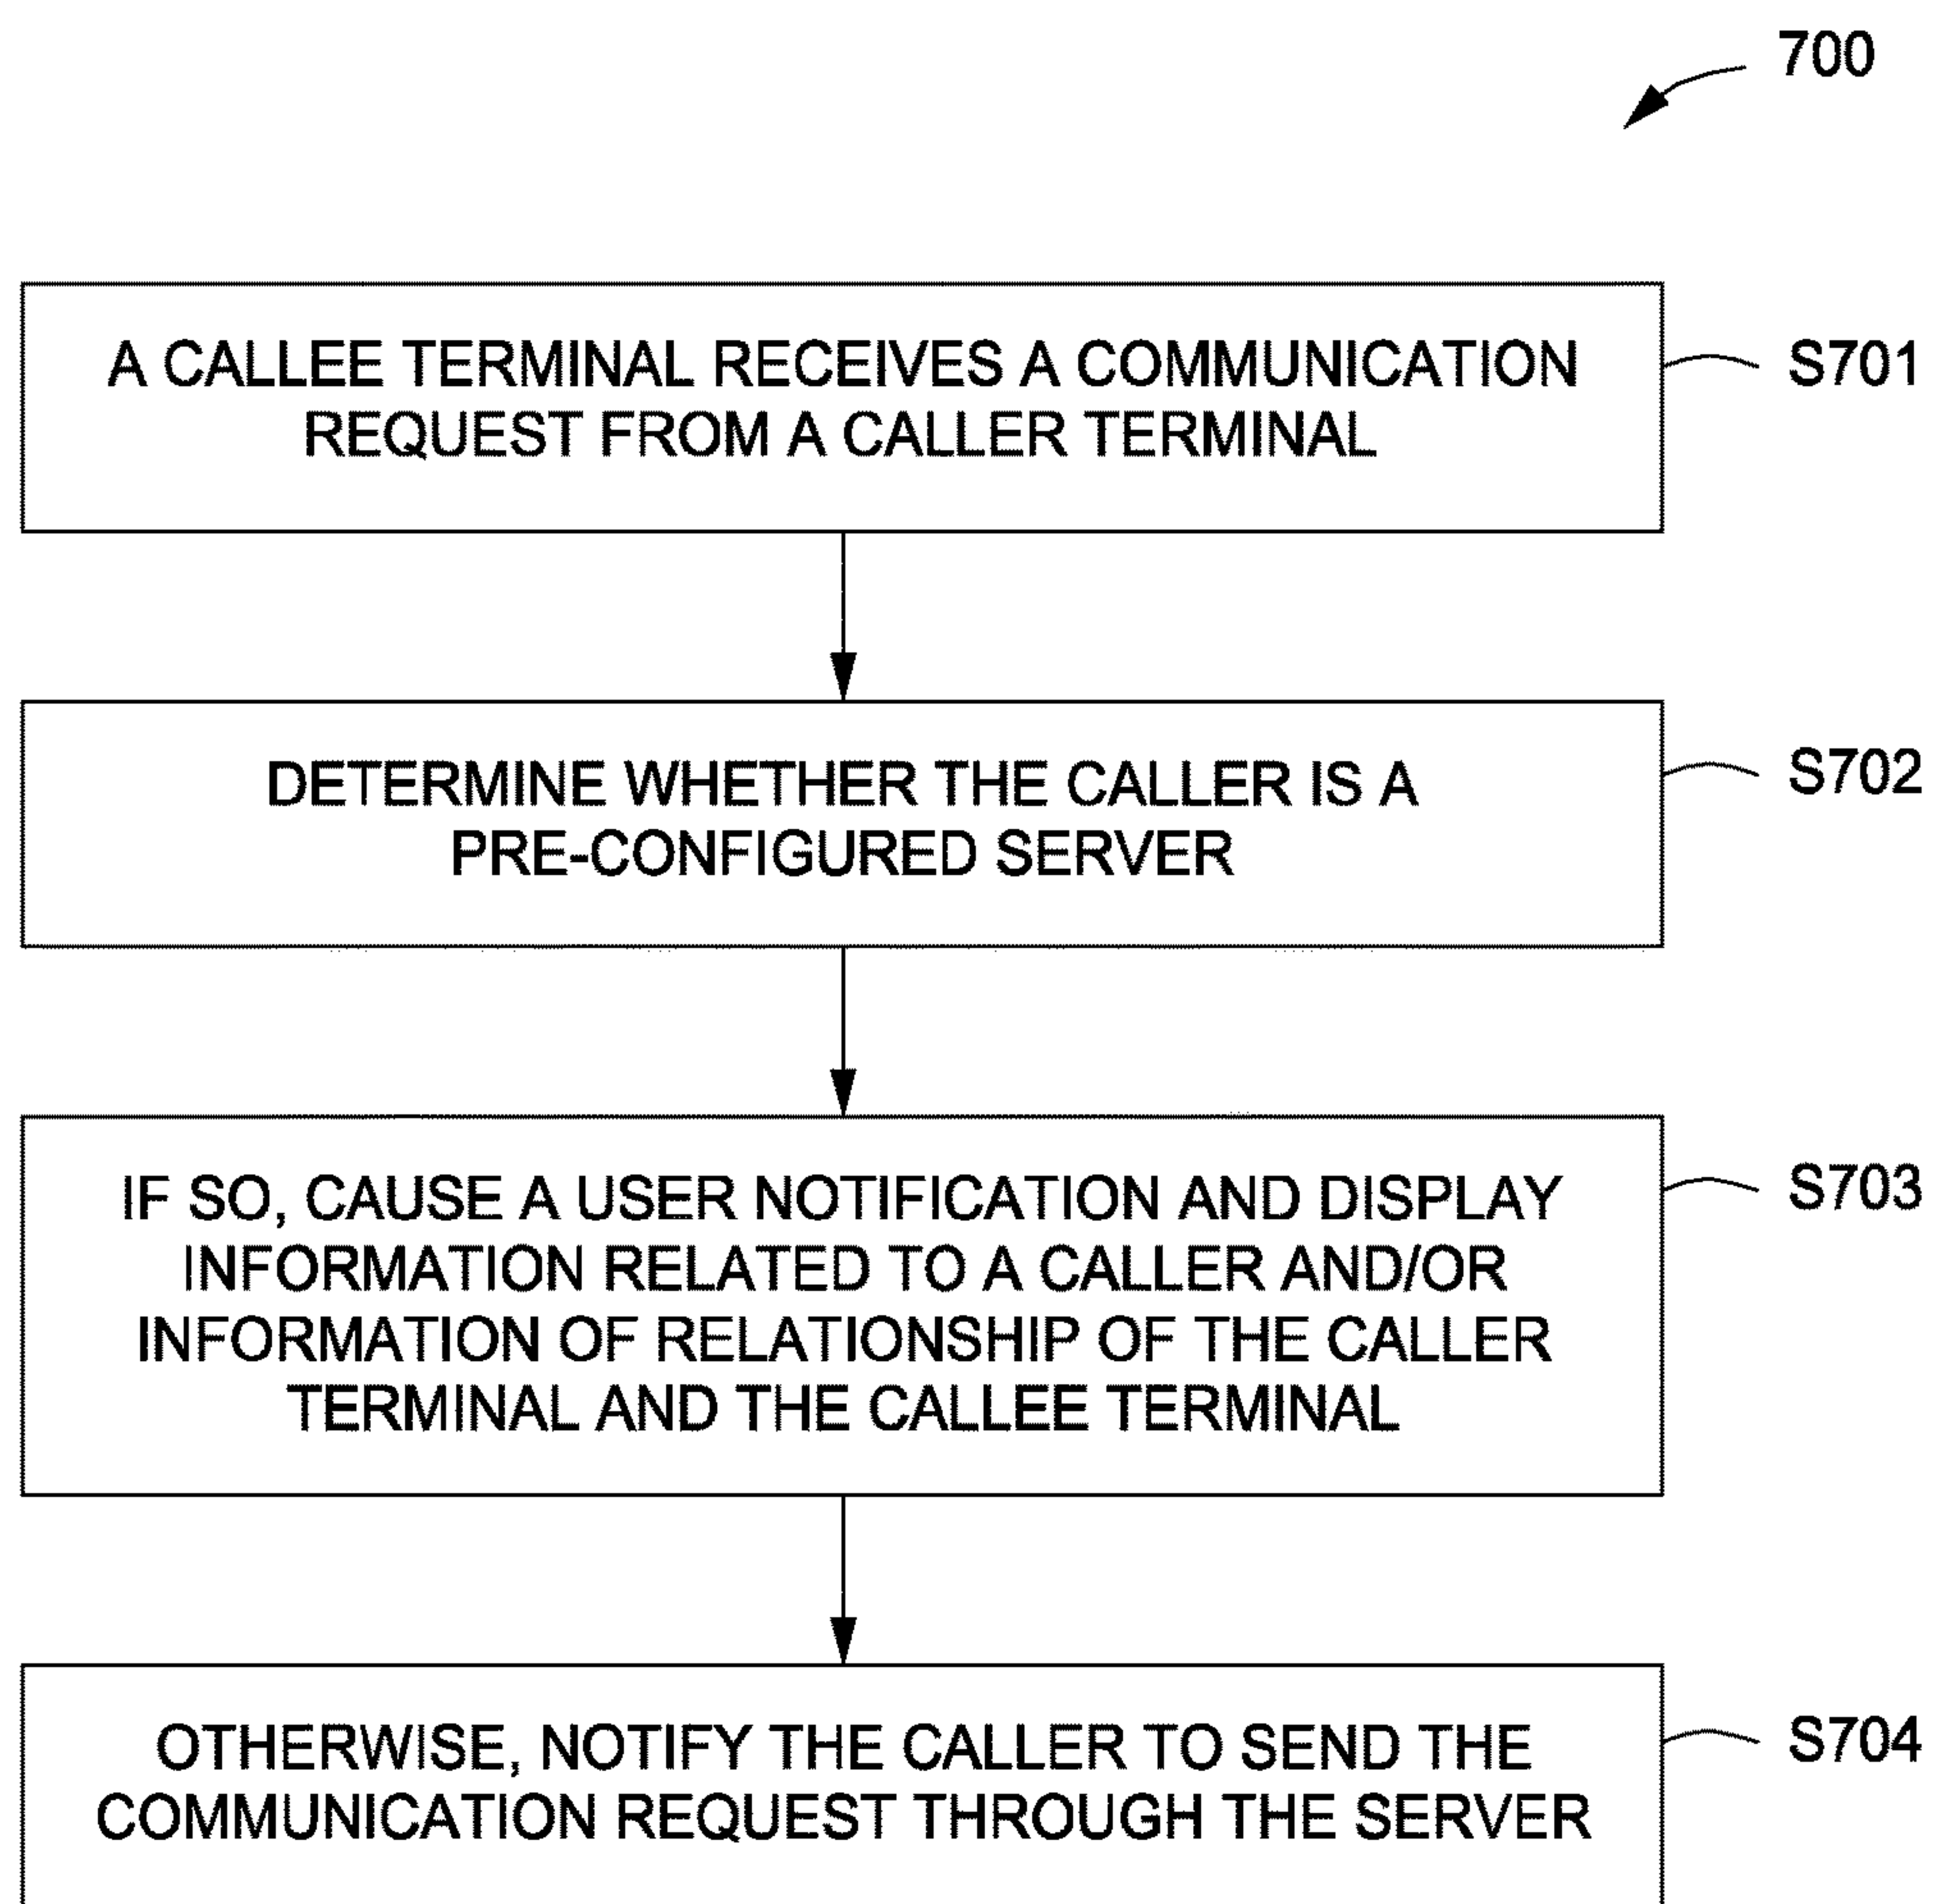 700
A CALLEE TERMINAL RECEIVES A COMMUNICATION
REQUEST FROM A CALLER TERMINAL
S701
DETERMINE WHETHER THE CALLER IS A
PRE-CONFIGURED SERVER
S702
IF SO, CAUSE A USER NOTIFICATION AND DISPLAY
INFORMATION RELATED TO A CALLER AND/OR
INFORMATION OF RELATIONSHIP OF THE CALLER
TERMINAL AND THE CALLEE TERMINAL
S703
OTHERWISE, NOTIFY THE CALLER TO SEND THE
COMMUNICATION REQUEST THROUGH THE SERVER
S704